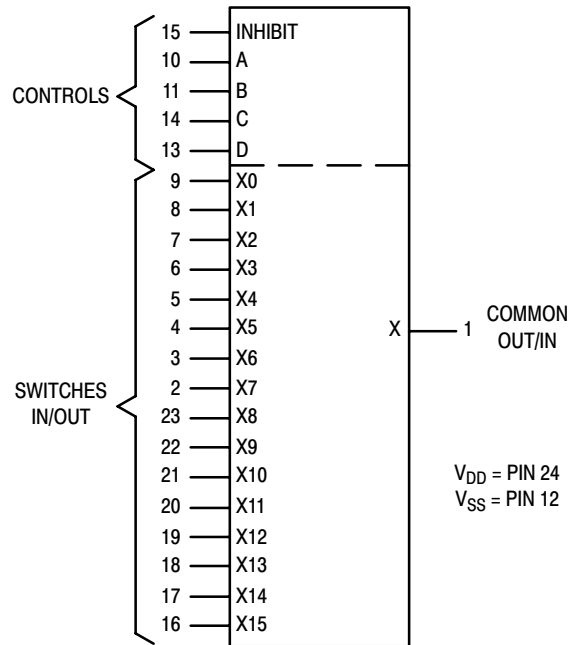 CONTROLS
15 INHIBIT
10 A
11 B
14 C
13 D
SWITCHES
IN/OUT
9 X0
8 X1
7 X2
6 X3
5 X4
4 X5
3 X6
2 X7
23 X8
22 X9
21 X10
20 X11
19 X12
18 X13
17 X14
16 X15
X 1 COMMON
OUT/IN
VDD = PIN 24
VSS = PIN 12